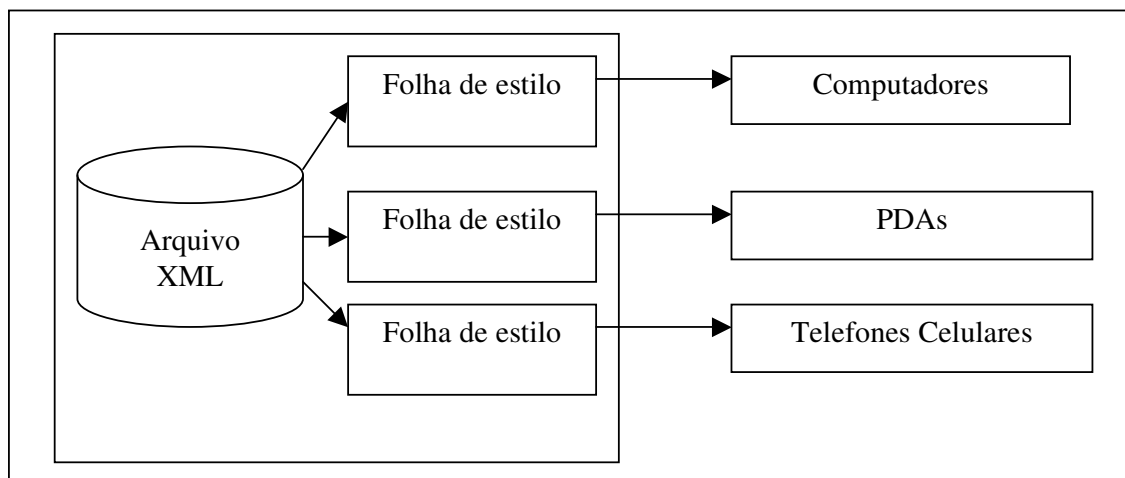 Folha de estilo
Computadores
Arquivo
XML
Folha de estilo
PDAs
Folha de estilo
Telefones Celulares